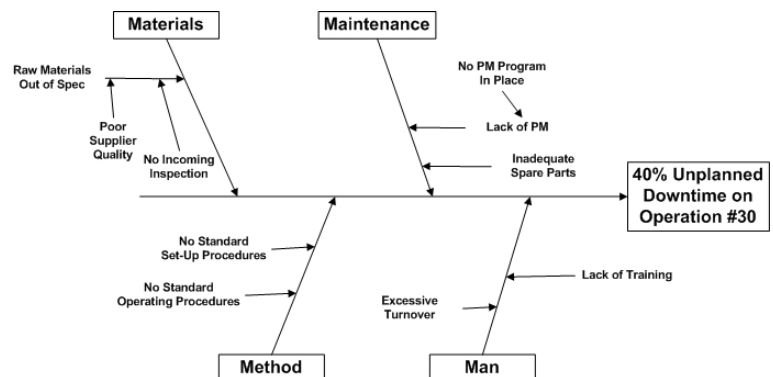 Materials
Maintenance
Raw Materials
Out of Spec
Poor
Supplier
Quality
No Incoming
Inspection
No PM Program
In Place
Lack of PM
Inadequate
Spare Parts
40% Unplanned
Downtime on
Operation #30
No Standard
Set-Up Procedures
No Standard
Operating Procedures
Lack of Training
Excessive
Turnover
Method
Man